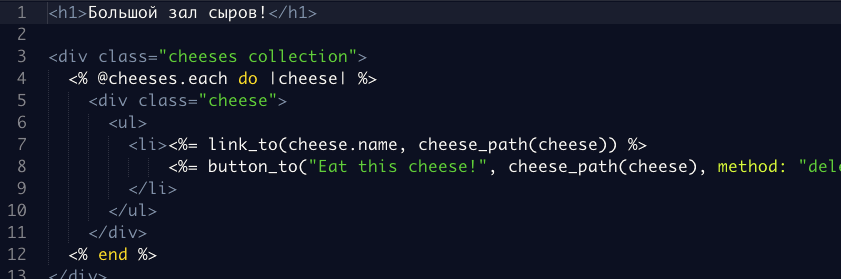 1 <h1>Большой зал сыров!</h1>
2
3 <div class="cheeses collection">
4 <% @cheeses.each do |cheese| %>
5 <div class="cheese">
6 <ul>
7 <li><%= link_to(cheese.name, cheese_path(cheese)) %>
8 <%= button_to("Eat this cheese!", cheese_path(cheese), method: "dele
9 </li>
10 </ul>
11 </div>
12 <% end %>
13 </div>